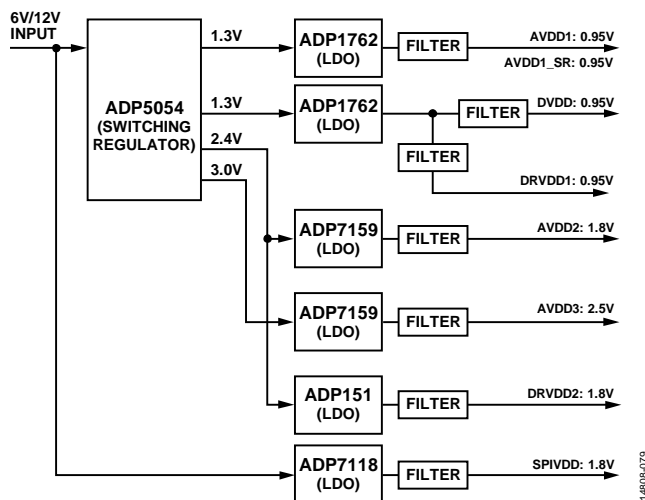 6V/12V
INPUT
ADP5054
(SWITCHING
REGULATOR)
1.3V
1.3V
2.4V
3.0V
ADP1762
(LDO)
FILTER
AVDD1: 0.95V
AVDD1_SR: 0.95V
ADP1762
(LDO)
FILTER
DVDD: 0.95V
FILTER
DRVDD1: 0.95V
ADP7159
(LDO)
FILTER
AVDD2: 1.8V
ADP7159
(LDO)
FILTER
AVDD3: 2.5V
ADP151
(LDO)
FILTER
DRVDD2: 1.8V
ADP7118
(LDO)
FILTER
SPIVDD: 1.8V
14808-079